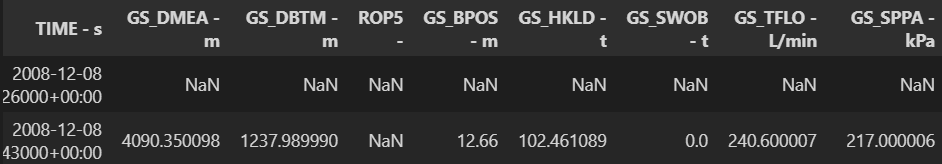 TIME - s GS_DMEA - m GS_DBTM - m ROP5 - GS_BPOS - m GS_HKLD - t GS_SWOB - t GS_TFLO - L/min GS_SPPA - kPa
2008-12-08 26000+00:00 NaN NaN NaN NaN NaN NaN NaN NaN
2008-12-08 43000+00:00 4090.350098 1237.989990 NaN 12.66 102.461089 0.0 240.600007 217.000006